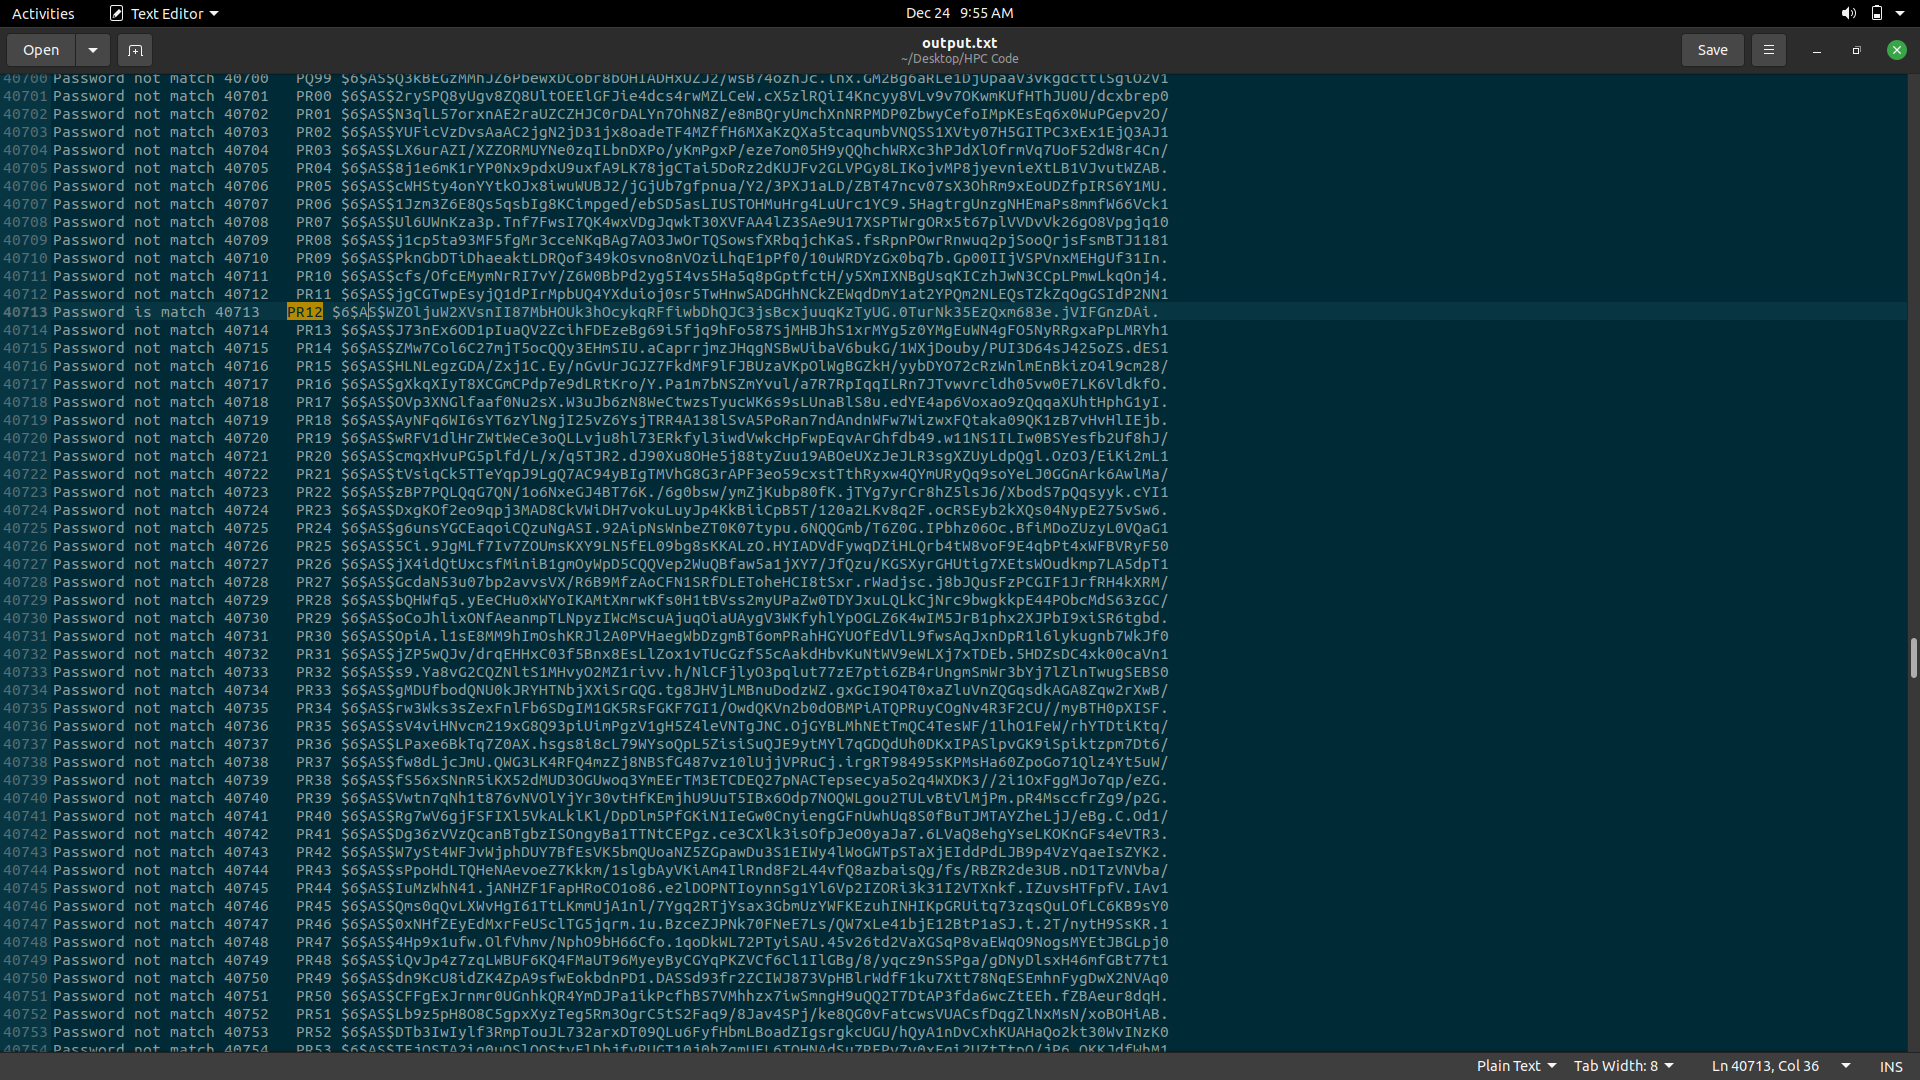 Activities Text Editor Dec 24 9:55 AM
Open output.txt Save
~/Desktop/HPC Code
40700 Password not match 40700 PQ99
40701 Password not match 40701 PR00 $6$AS$2rySPQ8yUgv8ZQ8UltOEElGFJie4dcs4rwMZLCeW.cX5zlRQiI4Kncyy8VLv9v7OKwmKUfHThJU0U/dcxbrep0
40702 Password not match 40702 PR01 $6$AS$N3qlL57orxnAE2raUZCZHJC0rDALYn7OhN8Z/e8mBQryUmchXnNRPMDP0ZbwyCefoIMpKEsEq6x0WuPGepv2O/
40703 Password not match 40703 PR02 $6$AS$YUFicVzDvsAaAC2jgN2jD31jx8oadeTF4MZffH6MXaKzQXa5tcaqumbVNQSS1XVty07H5GITPC3xEx1EjQ3AJ1
40704 Password not match 40704 PR03 $6$AS$LX6urAZI/XZZORMUYNe0zqILbnDXPo/yKmPgxP/eze7om05H9yQQhchWRXc3hPJdXlOfrmVq7UoF52dW8r4Cn/
40705 Password not match 40705 PR04 $6$AS$8j1e6mK1rYP0Nx9pdxU9uxfA9LK78jgCTai5DoRz2dKUJFv2GLVPGy8LIKojvMP8jyevnieXtLB1VJvutWZAB.
40706 Password not match 40706 PR05 $6$AS$cWHSty4onYYtkOJx8iwuWUBJ2/jGjUb7gfpnua/Y2/3PXJ1aLD/ZBT47ncv07sX3OhRm9xEoUDZfpIRS6Y1MU.
40707 Password not match 40707 PR06 $6$AS$1Jzm3Z6E8Qs5qsbIg8KCimpged/ebSD5asLIUSTOHMuHrg4LuUrc1YC9.5HagtrgUnzgNHEmaPs8mmfW66Vck1
40708 Password not match 40708 PR07 $6$AS$Ul6UWnKza3p.Tnf7FwsI7QK4wxVDgJqwkT30XVFAA4lZ3SAe9U17XSPTWrgORx5t67plVVDvVk26gO8Vpgjq10
40709 Password not match 40709 PR08 $6$AS$j1cp5ta93MF5fgMr3cceNKqBAg7AO3JwOrTQSowsfXRbqjchKaS.fsRpnPOwrRnwuq2pjSooQrjsFsmBTJ1181
40710 Password not match 40710 PR09 $6$AS$PknGbDTiDhaeaktLDRQof349kOsvno8nVOziLhqE1pPf0/10uWRDYzGx0bq7b.Gp00IIjVSPVnxMEHgUf31In.
40711 Password not match 40711 PR10 $6$AS$cfs/OfcEMymNrRI7vY/Z6W0BbPd2yg5I4vs5Ha5q8pGptfctH/y5XmIXNBgUsqKICzhJwN3CCpLPmwLkqOnj4.
40712 Password not match 40712 PR11 $6$AS$jgCGTwpEsyjQ1dPIrMpbUQ4YXduioj0sr5TwHnwSADGHhNCkZEWqdDmY1at2YPQm2NLEQsTZkZqOgGSIdP2NN1
40713 Password is match 40713 PR12 $6$AS$WZOljuW2XVsnII87MbHOUk3hOcykqRFfiwbDhQJC3jsBcxjuuqKzTyUG.0TurNk35EzQxm683e.jVIFGnzDAi.
40714 Password not match 40714 PR13 $6$AS$J73nEx6OD1pIuaQV2ZcihFDEzeBg69i5fjq9hFo587SjMHBJhS1xrMYg5z0YMgEuWN4gFO5NyRRgxaPpLMRYh1
40715 Password not match 40715 PR14 $6$AS$ZMw7Col6C27mjT5ocQQy3EHmSIU.aCaprrjmzJHqgNSBwUibaV6bukG/1WXjDouby/PUI3D64sJ425oZS.dES1
40716 Password not match 40716 PR15 $6$AS$HLNLegzGDA/Zxj1C.Ey/nGvUrJGJZ7FkdMF9lFJBUzaVKpOlWgBGZkH/yybDYO72cRzWnlmEnBkizO4l9cm28/
40717 Password not match 40717 PR16 $6$AS$gXkqXIyT8XCGmCPdp7e9dLRtKro/Y.Pa1m7bNSZmYvul/a7R7RpIqqILRn7JTvwvrcldh05vw0E7LK6VldkfO.
40718 Password not match 40718 PR17 $6$AS$OVp3XNGlfaaf0Nu2sX.W3uJb6zN8WeCtwzsTyucWK6s9sLUnaBlS8u.edYE4ap6Voxao9zQqqaXUhtHphG1yI.
40719 Password not match 40719 PR18 $6$AS$AyNFq6WI6sYT6zYlNgjI25vZ6YsjTRR4A138lSvA5PoRan7ndAndnWFw7WizwxFQtaka09QK1zB7vHvHlIEjb.
40720 Password not match 40720 PR19 $6$AS$wRFV1dlHrZWtWeCe3oQLLvju8hl73ERkfyl3iwdVwkcHpFwpEqvArGhfdb49.w11NS1ILIw0BSYesfb2Uf8hJ/
40721 Password not match 40721 PR20 $6$AS$cmqxHvuPG5plfd/L/x/q5TJR2.dJ90Xu8OHe5j88tyZuu19ABOeUXzJeJLR3sgXZUyLdpQgl.OzO3/EiKi2mL1
40722 Password not match 40722 PR21 $6$AS$tVsiqCk5TTeYqpJ9LgQ7AC94yBIgTMVhG8G3rAPF3eo59cxstTthRyxw4QYmURyQq9soYeLJ0GGnArk6AwlMa/
40723 Password not match 40723 PR22 $6$AS$zBP7PQLQqG7QN/1o6NxeGJ4BT76K./6g0bsw/ymZjKubp80fK.jTYg7yrCr8hZ5lsJ6/XbodS7pQqsyyk.cYI1
40724 Password not match 40724 PR23 $6$AS$DxgKOf2eo9qpj3MAD8CkVWiDH7vokuLuyJp4KkBiiCpB5T/120a2LKv8q2F.ocRSEyb2kXQs04NypE275vSw6.
40725 Password not match 40725 PR24 $6$AS$g6unsYGCEaqoiCQzuNgASI.92AipNsWnbeZT0K07typu.6NQQGmb/T6Z0G.IPbhz06Oc.BfiMDoZUzyL0VQaG1
40726 Password not match 40726 PR25 $6$AS$5Ci.9JgMLf7Iv7ZOUmsKXY9LN5fEL09bg8sKKALzO.HYIADVdFywqDZiHLQrb4tW8voF9E4qbPt4xWFBVRyF50
40727 Password not match 40727 PR26 $6$AS$jX4idQtUxcsfMiniB1gmOyWpD5CQQVep2WuQBfaw5a1jXY7/JfQzu/KGSXyrGHUtig7XEtsWOudkmp7LA5dpT1
40728 Password not match 40728 PR27 $6$AS$GcdaN53u07bp2avvsVX/R6B9MfzAoCFN1SRfDLEToheHCI8tSxr.rWadjsc.j8bJQusFzPCGIF1JrfRH4kXRM/
40729 Password not match 40729 PR28 $6$AS$bQHWfq5.yEeCHu0xWYoIKAMtXmrwKfs0H1tBVss2myUPaZw0TDYJxuLQLkCjNrc9bwgkkpE44PObcMdS63zGC/
40730 Password not match 40730 PR29 $6$AS$oCoJhlixONfAeanmpTLNpyzIWcMscuAjuqOiaUAygV3WKfyhlYpOGLZ6K4wIM5JrB1phx2XJPbI9xiSR6tgbd.
40731 Password not match 40731 PR30 $6$AS$OpiA.l1sE8MM9hImOshKRJl2A0PVHaegWbDzgmBT6omPRahHGYUOfEdVlL9fwsAqJxnDpR1l6lykugnb7WkJf0
40732 Password not match 40732 PR31 $6$AS$jZP5wQJv/drqEHHxC03f5Bnx8EsLlZox1vTUcGzfS5cAakdHbvKuNtWV9eWLXj7xTDEb.5HDZsDC4xk00caVn1
40733 Password not match 40733 PR32 $6$AS$s9.Ya8vG2CQZNltS1MHvyO2MZ1rivv.h/NlCFjlyO3pqlut77zE7pti6ZB4rUngmSmWr3bYj7lZlnTwugSEBS0
40734 Password not match 40734 PR33 $6$AS$gMDUfbodQNU0kJRYHTNbjXXiSrGQG.tg8JHVjLMBnuDodzWZ.gxGcI9O4T0xaZluVnZQGqsdkAGA8Zqw2rXwB/
40735 Password not match 40735 PR34 $6$AS$rw3Wks3sZexFnlFb6SDgIM1GK5RsFGKF7GI1/OwdQKVn2b0dOBMPiATQPRuyCOgNv4R3F2CU//myBTH0pXISF.
40736 Password not match 40736 PR35 $6$AS$sV4viHNvcm219xG8Q93piUimPgzV1gH5Z4leVNTgJNC.OjGYBLMhNEtTmQC4TesWF/1lhO1FeW/rhYTDtiKtq/
40737 Password not match 40737 PR36 $6$AS$LPaxe6BkTq7Z0AX.hsgs8i8cL79WYsoQpL5ZisiSuQJE9ytMYl7qGDQdUh0DKxIPASlpvGK9iSpiktzpm7Dt6/
40738 Password not match 40738 PR37 $6$AS$fw8dLjcJmU.QWG3LK4RFQ4mzZj8NBSfG487vz10lUjjVPRuCj.irgRT98495sKPMsHa60ZpoGo71Qlz4Yt5uW/
40739 Password not match 40739 PR38 $6$AS$fS56xSNnR5iKX52dMUD3OGUwoq3YmEErTM3ETCDEQ27pNACTepsecya5o2q4WXDK3//2i1OxFggMJo7qp/eZG.
40740 Password not match 40740 PR39 $6$AS$Vwtn7qNh1t876vNVOlYjYr30vtHfKEmjhU9UuT5IBx6Odp7NOQWLgou2TULvBtVlMjPm.pR4MsccfrZg9/p2G.
40741 Password not match 40741 PR40 $6$AS$Rg7wV6gjFSFIXl5VkALklKl/DpDlm5PfGKiN1IeGw0CnyiengGFnUwhUq8S0fBuTJMTAYZheLjJ/eBg.C.Od1/
40742 Password not match 40742 PR41 $6$AS$Dg36zVVzQcanBTgbzISOngyBa1TTNtCEPgz.ce3CXlk3isOfpJeO0yaJa7.6LVaQ8ehgYseLKOKnGFs4eVTR3.
40743 Password not match 40743 PR42 $6$AS$W7ySt4WFJvWjphDUY7BfEsVK5bmQUoaNZ5ZGpawDu3S1EIWy4lWoGWTpSTaXjEIddPdLJB9p4VzYqaeIsZYK2.
40744 Password not match 40744 PR43 $6$AS$sPpoHdLTQHeNAevoeZ7Kkkm/1slgbAyVKiAm4IlRnd8F2L44vfQ8azbaisQg/fs/RBZR2de3UB.nD1TzVNVba/
40745 Password not match 40745 PR44 $6$AS$IuMzWhN41.jANHZF1FapHRoCO1o86.e2lDOPNTIoynnSg1Yl6Vp2IZORi3k31I2VTXnkf.IZuvsHTFpfV.IAv1
40746 Password not match 40746 PR45 $6$AS$Qms0qQvLXWvHgI61TtLKmmUjA1nl/7Ygq2RTjYsax3GbmUzYWFKEzuhINHIKpGRUitq73zqsQuLOfLC6KB9sY0
40747 Password not match 40747 PR46 $6$AS$0xNHfZEyEdMxrFeUSclTG5jqrm.1u.BzceZJPNk70FNeE7Ls/QW7xLe41bjE12BtP1aSJ.t.2T/nytH9SsKR.1
40748 Password not match 40748 PR47 $6$AS$4Hp9x1ufw.OlfVhmv/NphO9bH66Cfo.1qoDkWL72PTyiSAU.45v26td2VaXGSqP8vaEWqO9NogsMYEtJBGLpj0
40749 Password not match 40749 PR48 $6$AS$iQvJp4z7zqLWBUF6KQ4FMaUT96MyeyByCGYqPKZVCf6Cl1IlGBg/8/yqcz9nSSPga/gDNyDlsxH46mfGBt77t1
40750 Password not match 40750 PR49 $6$AS$dn9KcU8idZK4ZpA9sfwEokbdnPD1.DASSd93fr2ZCIWJ873VpHBlrWdfF1ku7Xtt78NqESEmhnFygDwX2NVAq0
40751 Password not match 40751 PR50 $6$AS$CFFgExJrnmr0UGnhkQR4YmDJPa1ikPcfhBS7VMhhzx7iwSmngH9uQQ2T7DtAP3fda6wcZtEEh.fZBAeur8dqH.
40752 Password not match 40752 PR51 $6$AS$Lb9z5pH8O8C5gpxXyzTeg5Rm3OgrC5tS2Faq9/8Jav4SPj/ke8QG0vFatcwsVUACsfDqgZlNxMsN/xoBOHiAB.
40753 Password not match 40753 PR52 $6$AS$DTb3IwIylf3RmpTouJL732arxDT09QLu6FyfHbmLBoadZIgsrgkcUGU/hQyA1nDvCxhKUAHaQo2kt30WvINzK0
40754 Password not match 40754 PR53
Plain Text Tab Width: 8 Ln 40713, Col 36 INS